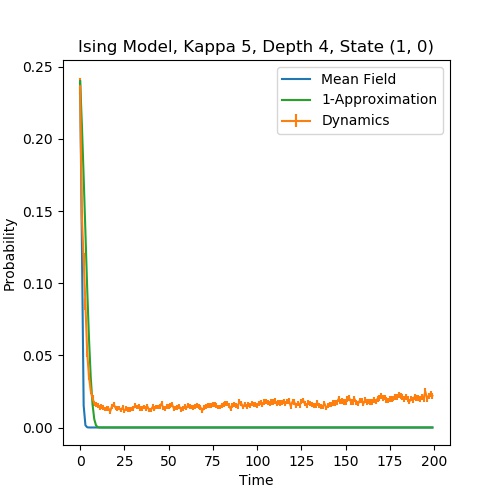 Ising Model, Kappa 5, Depth 4, State (1, 0)
Mean Field
1-Approximation
Dynamics
Probability
0.25
0.20
0.15
0.10
0.05
0.00
0 25 50 75 100 125 150 175 200
Time